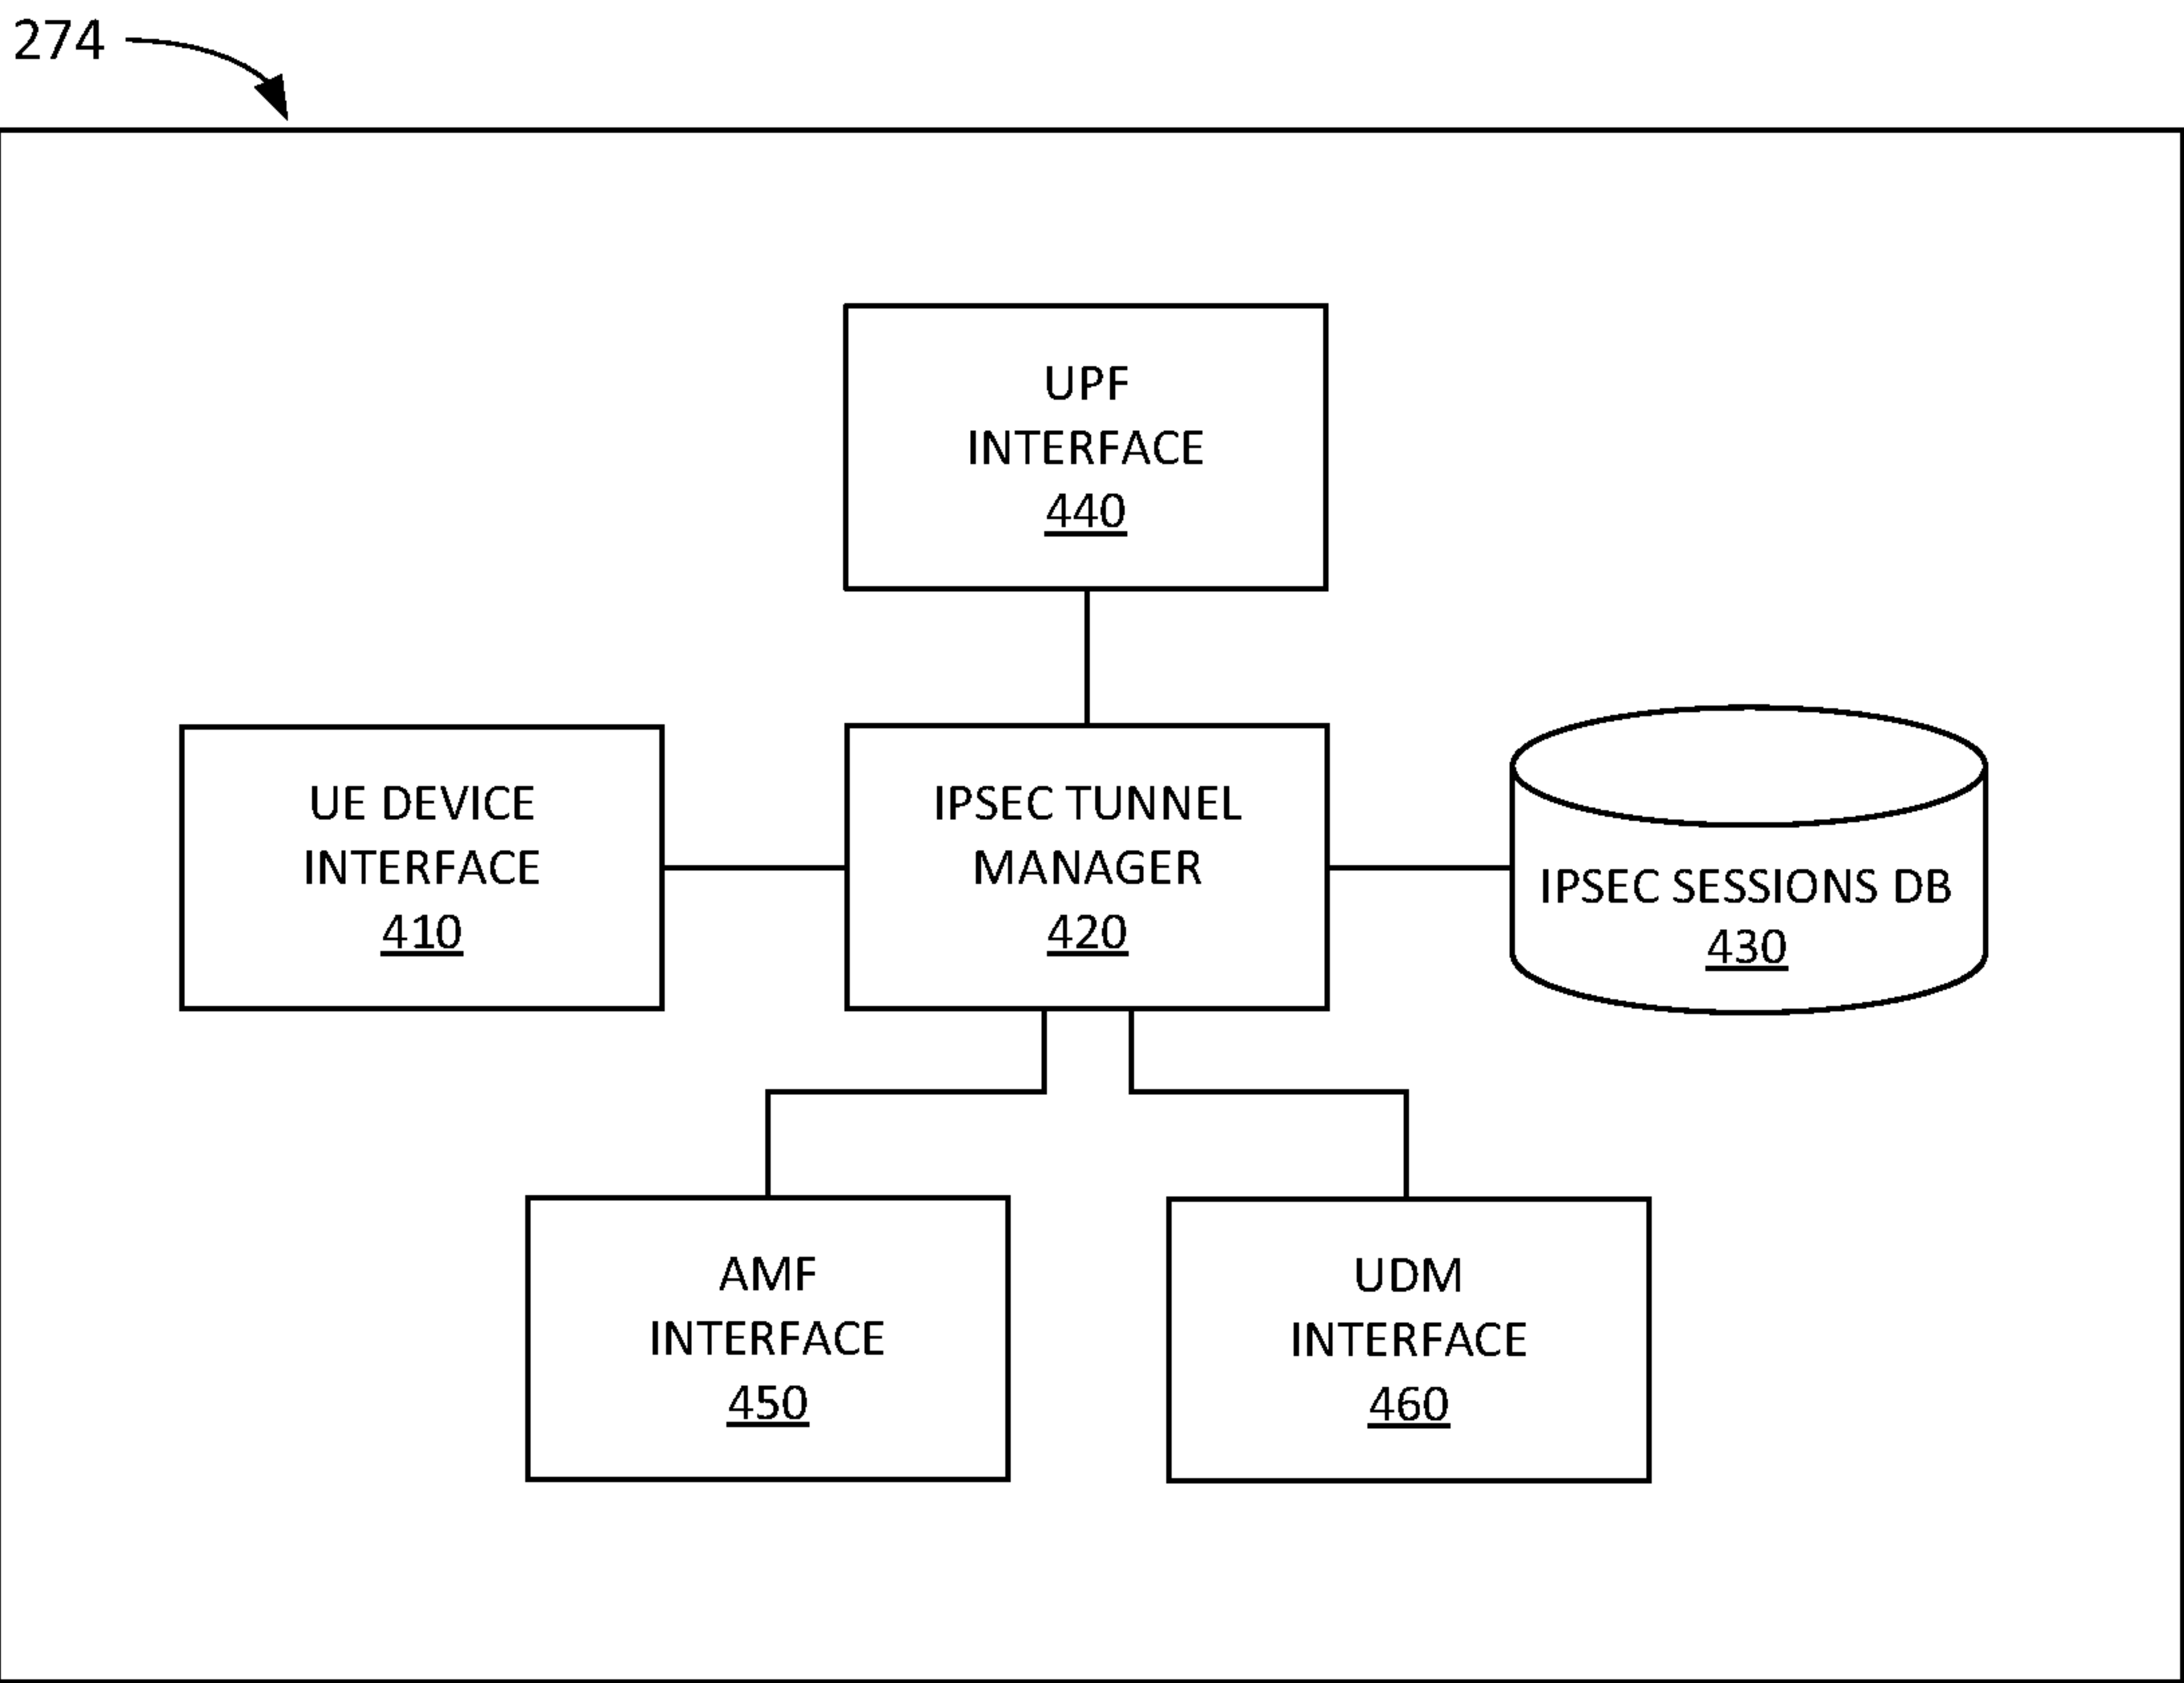 274
UPF
INTERFACE
440
UE DEVICE
INTERFACE
410
IPSEC TUNNEL
MANAGER
420
IPSEC SESSIONS DB
430
AMF
INTERFACE
450
UDM
INTERFACE
460